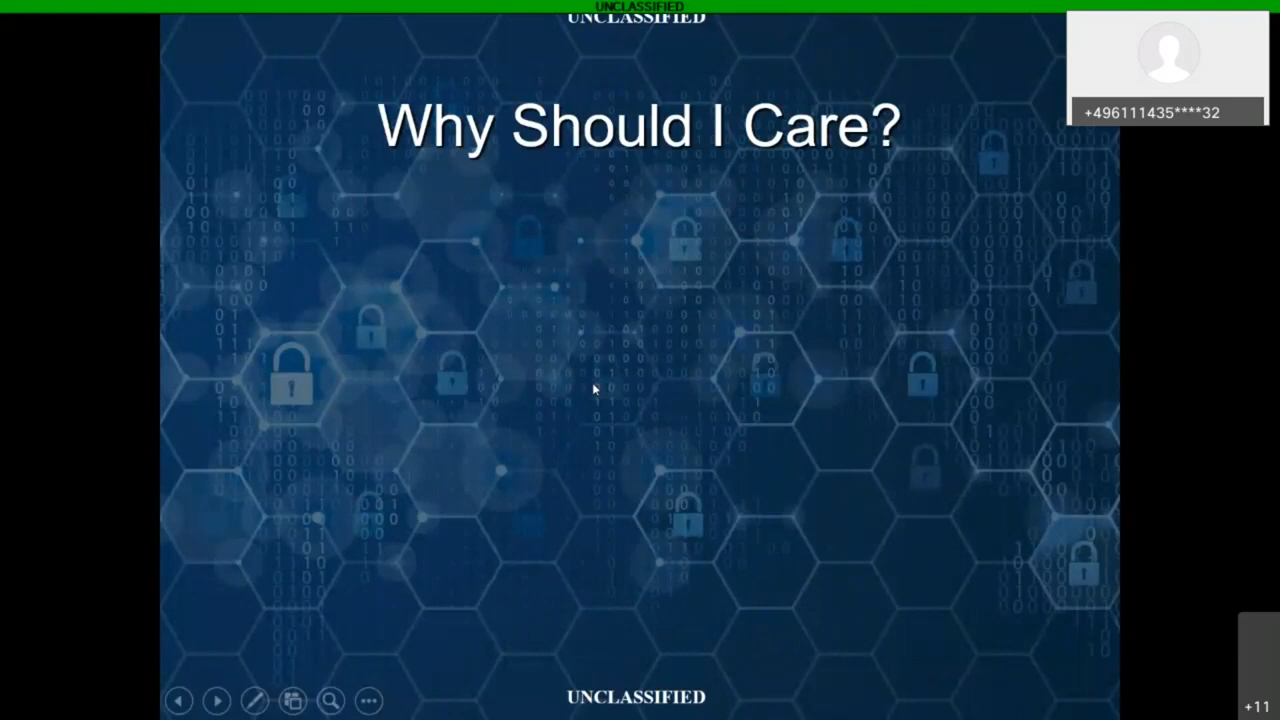 UNCLASSIFIED
UNCLASSIFIED
+496111435****32
Why Should I Care?
UNCLASSIFIED
+11